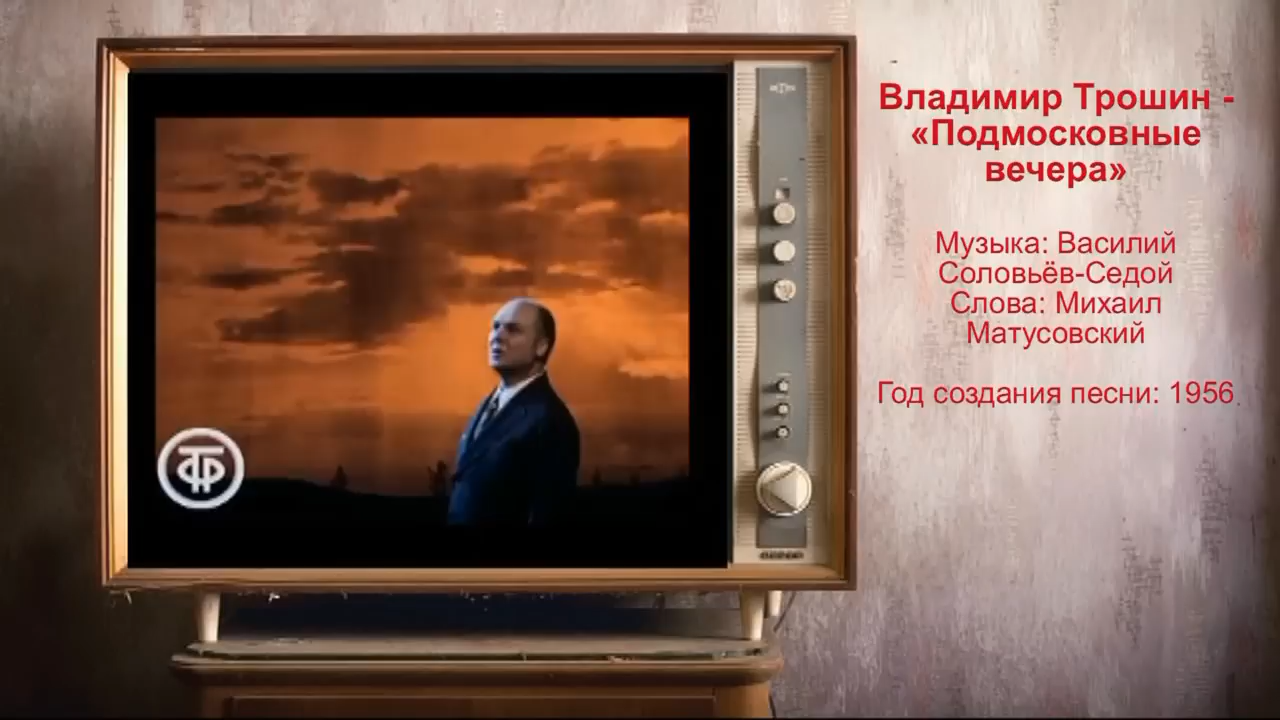 Владимир Трошин -
«Подмосковные
вечера»
Музыка: Василий
Соловьёв-Седой
Слова: Михаил
Матусовский
Год создания песни: 1956